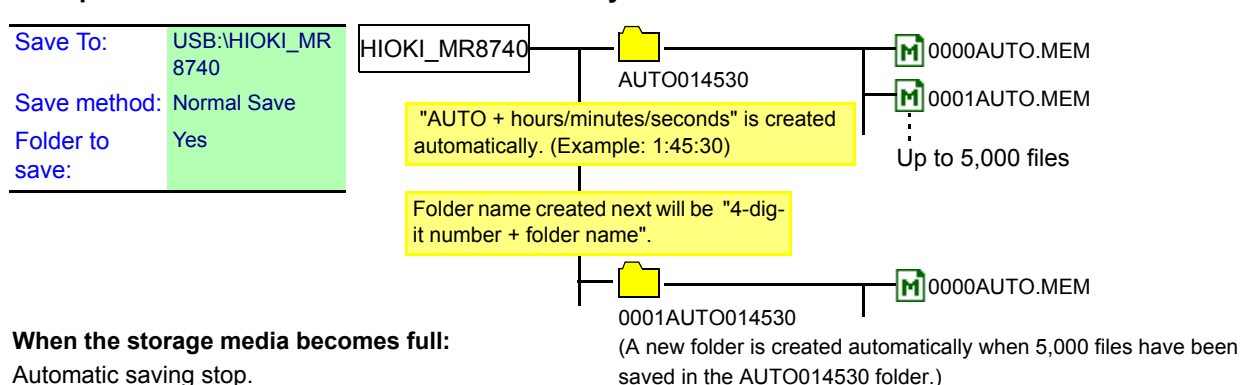 Save To: USB:\HIOKI_MR
8740
Save method: Normal Save
Folder to Yes
save:
HIOKI_MR8740
AUTO014530
0000AUTO.MEM
0001AUTO.MEM
Up to 5,000 files
"AUTO + hours/minutes/seconds" is created
automatically. (Example: 1:45:30)
Folder name created next will be "4-dig-
it number + folder name".
0000AUTO.MEM
0001AUTO014530
(A new folder is created automatically when 5,000 files have been
saved in the AUTO014530 folder.)
When the storage media becomes full:
Automatic saving stop.